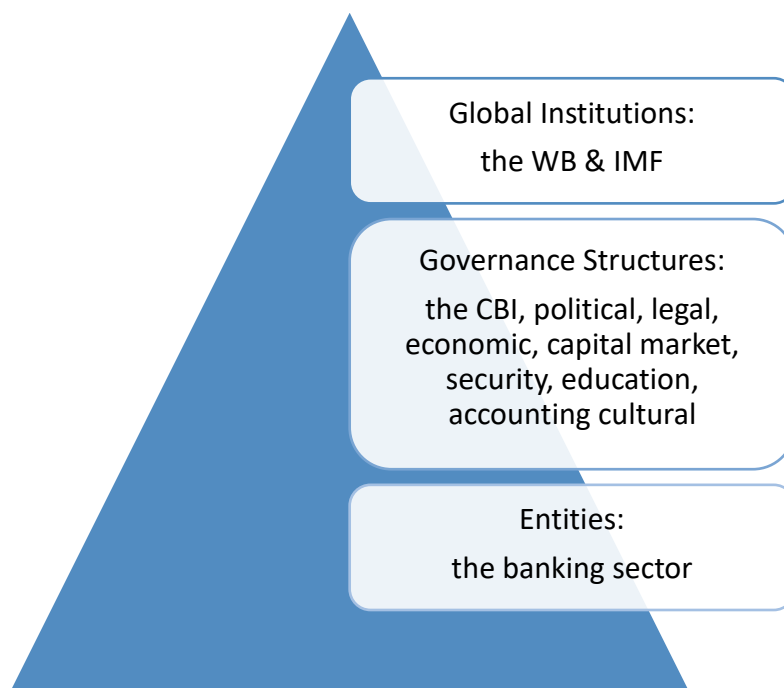 Global Institutions:
the WB & IMF
Governance Structures:
the CBI, political, legal,
economic, capital market,
security, education,
accounting cultural
Entities:
the banking sector